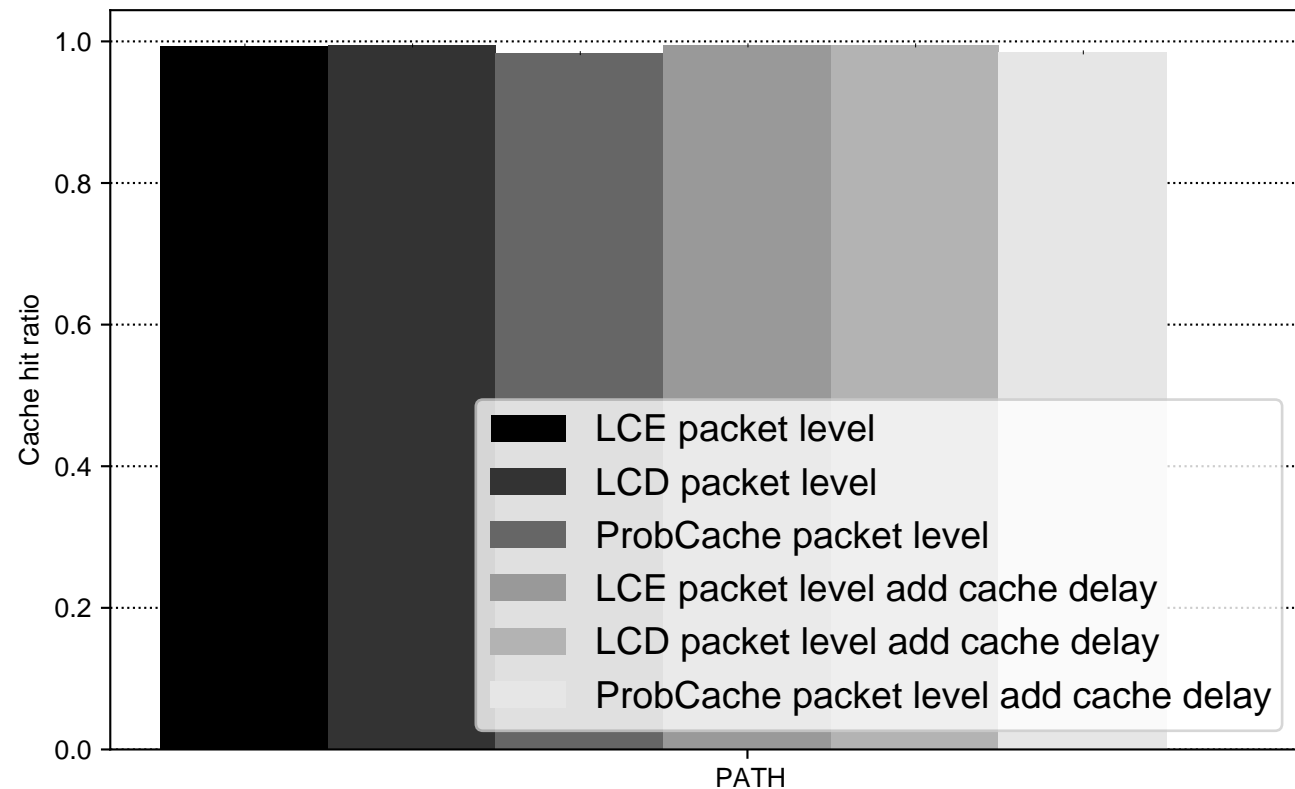 1.0
0.8
0.6
0.4
0.2
0.0
Cache hit ratio
LCE packet level
LCD packet level
ProbCache packet level
LCE packet level add cache delay
LCD packet level add cache delay
ProbCache packet level add cache delay
PATH